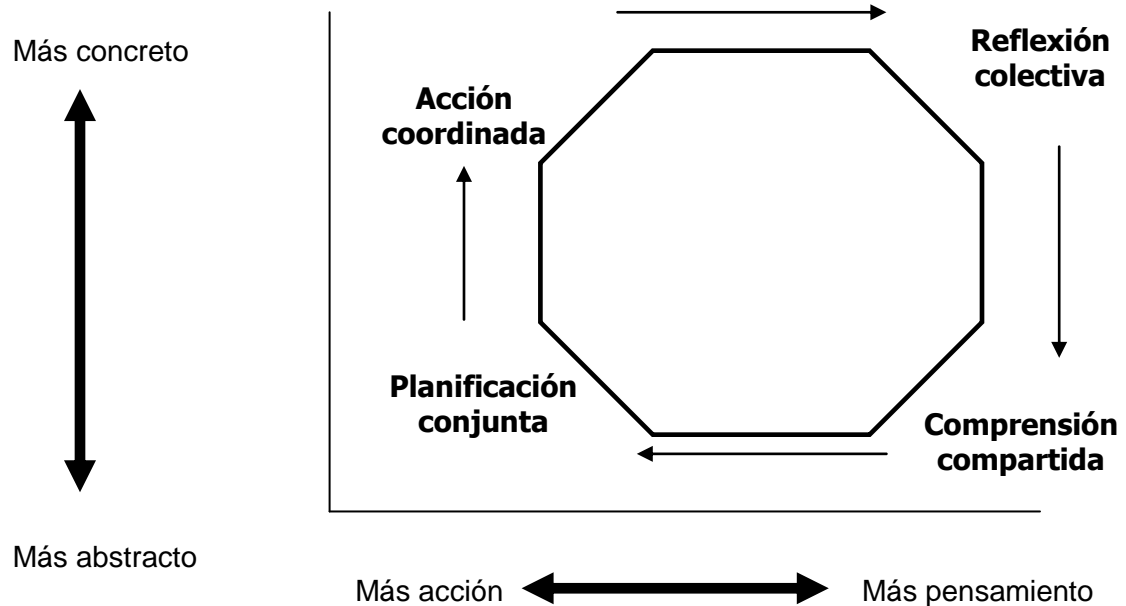 Más concreto
Reflexión
colectiva
Acción
coordinada
Planificación
conjunta
Comprensión
compartida
Más abstracto
Más acción
Más pensamiento